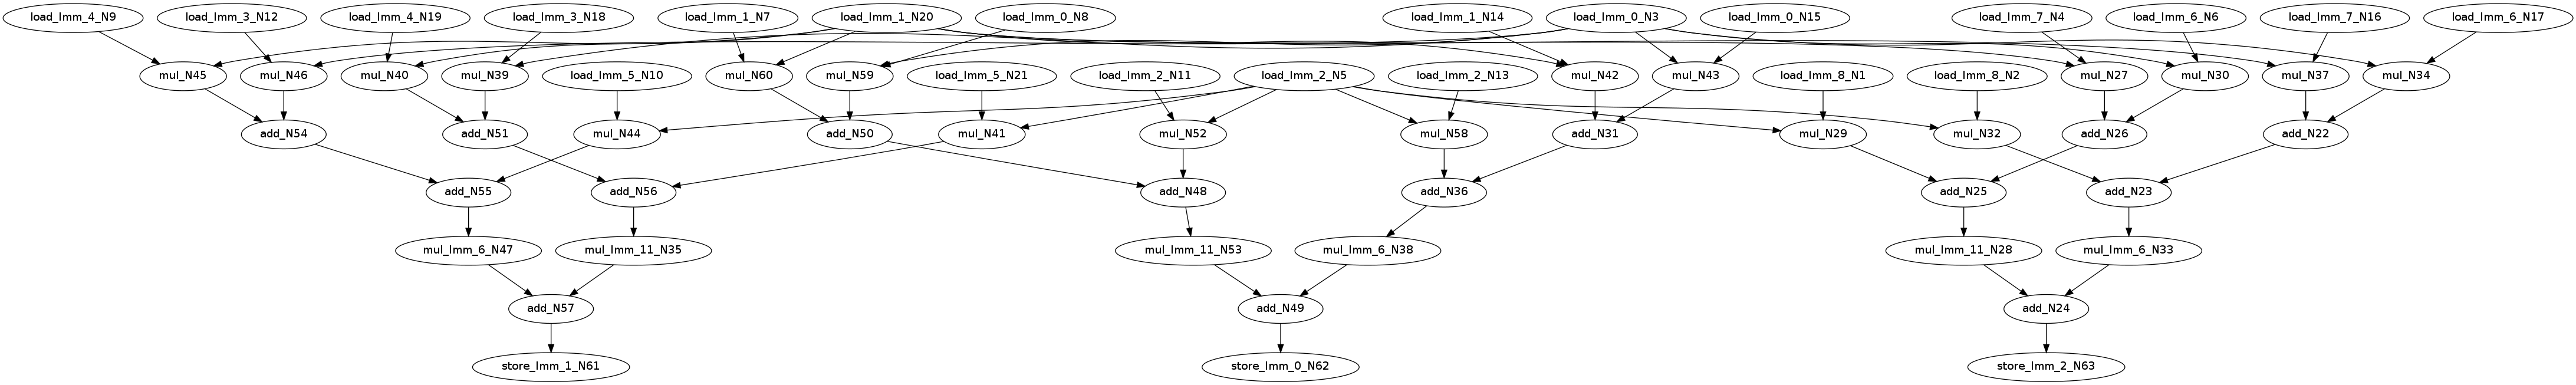 load_Imm_4_N9
load_Imm_3_N12
load_Imm_4_N19
load_Imm_3_N18
load_Imm_1_N7
load_Imm_1_N20
load_Imm_0_N8
load_Imm_1_N14
load_Imm_0_N3
load_Imm_0_N15
load_Imm_7_N4
load_Imm_6_N6
load_Imm_7_N16
load_Imm_6_N17
mul_N45
mul_N46
mul_N40
mul_N39
load_Imm_5_N10
mul_N60
mul_N59
load_Imm_5_N21
load_Imm_2_N11
load_Imm_2_N5
load_Imm_2_N13
mul_N42
mul_N43
load_Imm_8_N1
load_Imm_8_N2
mul_N27
mul_N30
mul_N37
mul_N34
add_N54
add_N51
mul_N44
add_N50
mul_N41
mul_N52
mul_N58
add_N31
mul_N29
mul_N32
add_N26
add_N22
add_N55
add_N56
add_N48
add_N36
add_N25
add_N23
mul_Imm_6_N47
mul_Imm_11_N35
mul_Imm_11_N53
mul_Imm_6_N38
mul_Imm_11_N28
mul_Imm_6_N33
add_N57
add_N49
add_N24
store_Imm_1_N61
store_Imm_0_N62
store_Imm_2_N63